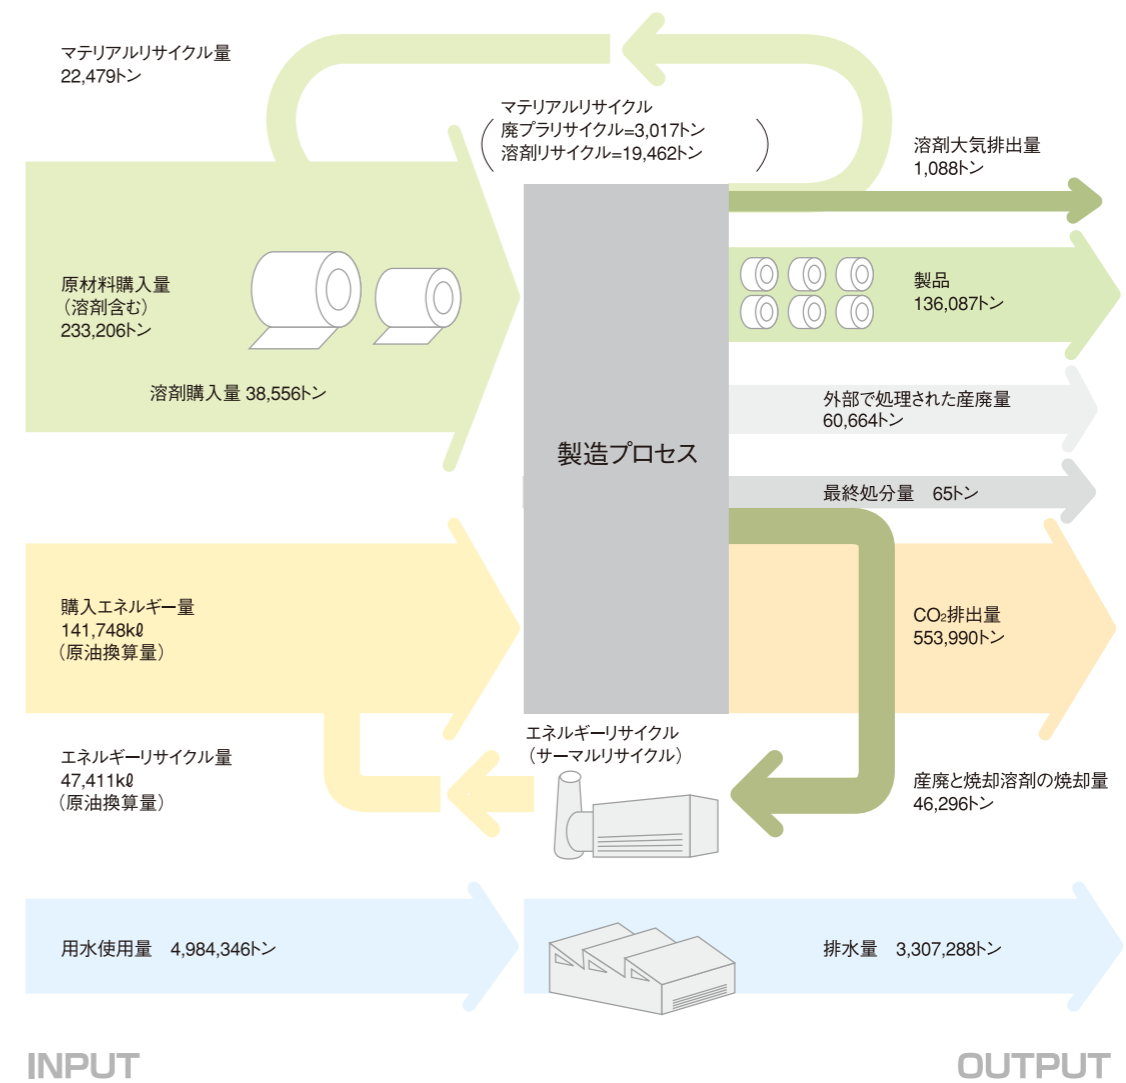 マテリアルリサイクル量
22,479トン
マテリアルリサイクル
廃プラリサイクル=3,017トン
溶剤リサイクル=19,462トン
溶剤大気排出量
1,088トン
原材料購入量
（溶剤含む）
233,206トン
溶剤購入量 38,556トン
製品
136,087トン
外部で処理された産廃量
60,664トン
製造プロセス
最終処分量 65トン
購入エネルギー量
141,748kℓ
（原油換算量）
CO₂排出量
553,990トン
エネルギーリサイクル
（サーマルリサイクル）
エネルギーリサイクル量
47,411kℓ
（原油換算量）
産廃と焼却溶剤の焼却量
46,296トン
用水使用量 4,984,346トン
排水量 3,307,288トン
INPUT
OUTPUT